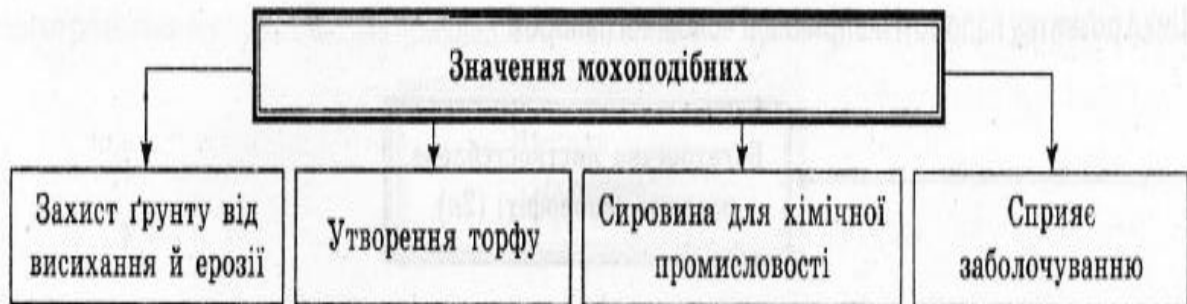 Значення мохоподібних
Захист ґрунту від
висихання й ерозії
Утворення торфу
Сировина для хімічної
промисловості
Сприяє
заболочуванню